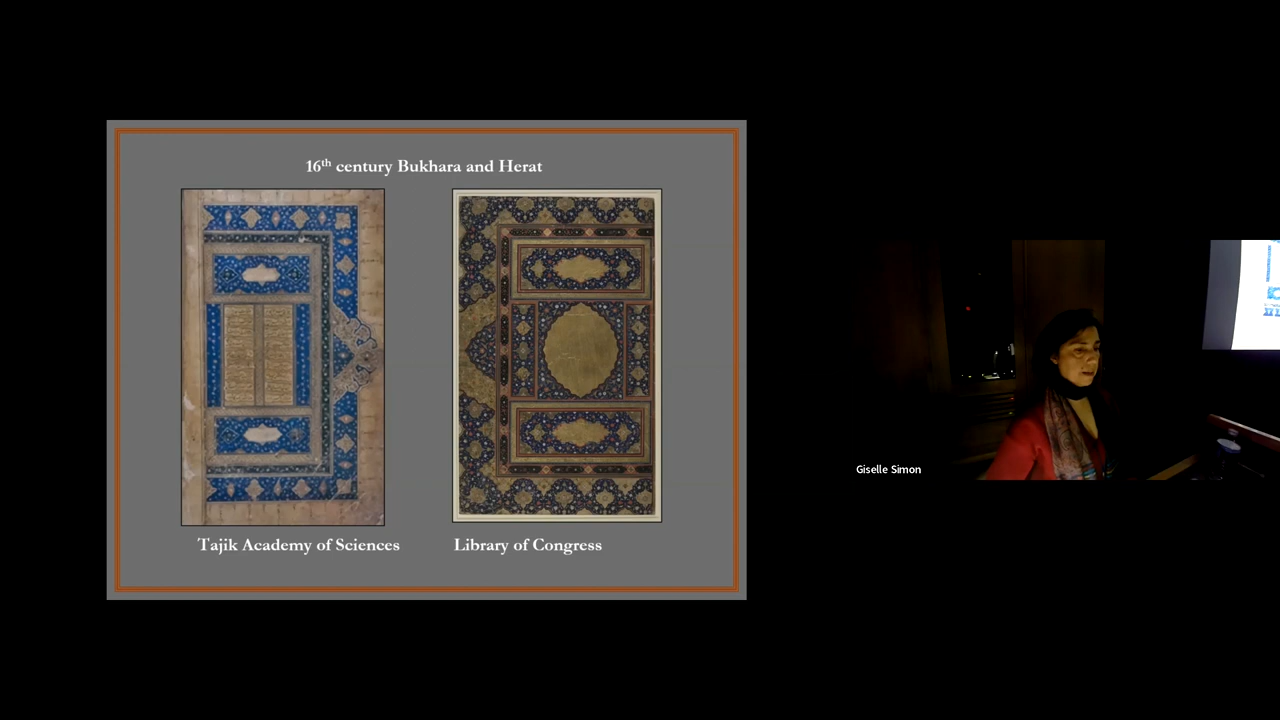 16th century Bukhara and Herat
Tajik Academy of Sciences
Library of Congress
Giselle Simon